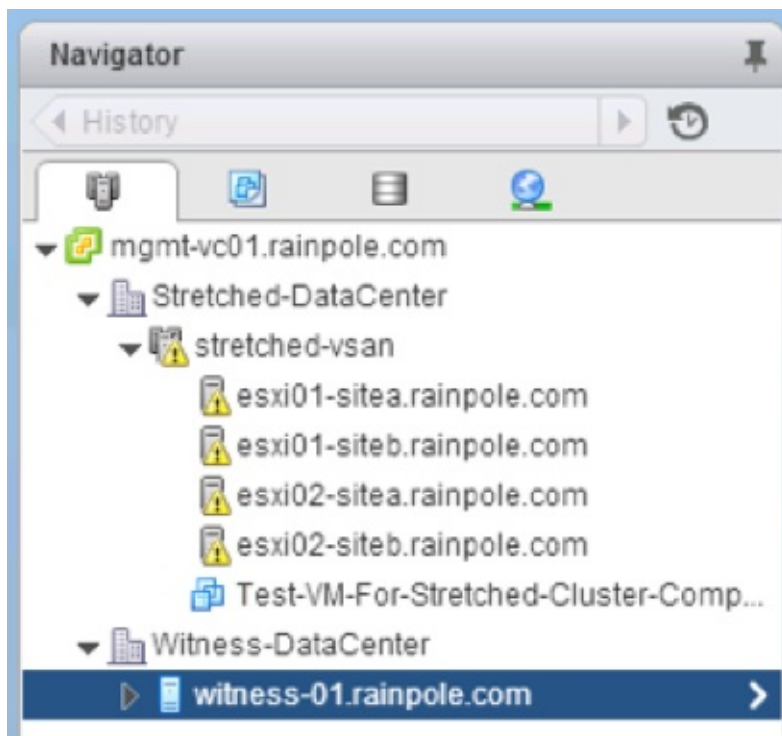 Navigator
History
mgmt-vc01.rainpole.com
Stretched-DataCenter
stretched-vsan
esxi01-sitea.rainpole.com
esxi01-siteb.rainpole.com
esxi02-sitea.rainpole.com
esxi02-siteb.rainpole.com
Test-VM-For-Stretched-Cluster-Comp...
Witness-DataCenter
witness-01.rainpole.com